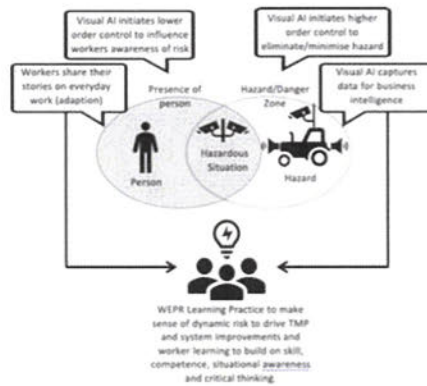 Visual AI initiates lower
order control to influence
workers awareness of risk
Visual AI initiates higher
order control to
eliminate/minimise hazard
Workers share their
stories on everyday
work (adaption)
Presence of
person
Hazard/Danger
Zone
Visual AI captures
data for business
intelligence
Hazardous
Situation
Person
Hazard
WEPR Learning Practice to make
sense of dynamic risk to drive TMP
and system improvements and
worker learning to build on skill,
competence, situational awareness
and critical thinking.